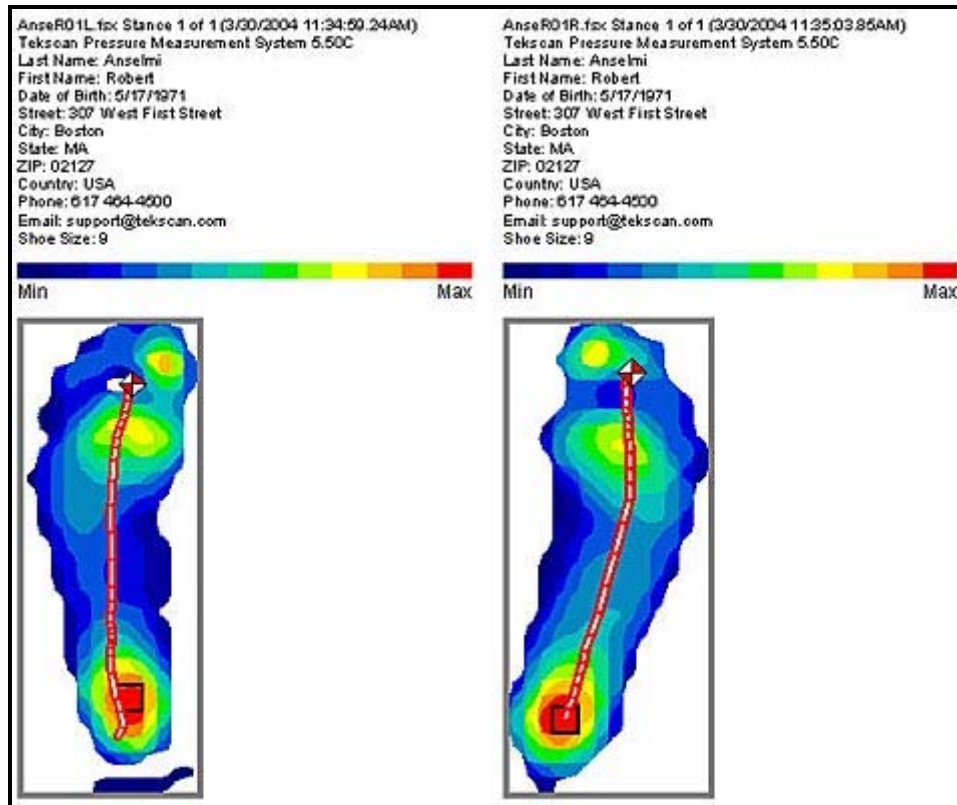 AnseR01L.fsx Stance 1 of 1 (3/30/2004 11:34:59.24AM)
Tekscan Pressure Measurement System 5.50C
Last Name: Anselmi
First Name: Robert
Date of Birth: 5/17/1971
Street: 307 West First Street
City: Boston
State: MA
ZIP: 02127
Country: USA
Phone: 617 464-4500
Email: support@tekscan.com
Shoe Size: 9
Min Max
AnseR01R.fsx Stance 1 of 1 (3/30/2004 11:35:03.85AM)
Tekscan Pressure Measurement System 5.50C
Last Name: Anselmi
First Name: Robert
Date of Birth: 5/17/1971
Street: 307 West First Street
City: Boston
State: MA
ZIP: 02127
Country: USA
Phone: 617 464-4500
Email: support@tekscan.com
Shoe Size: 9
Min Max